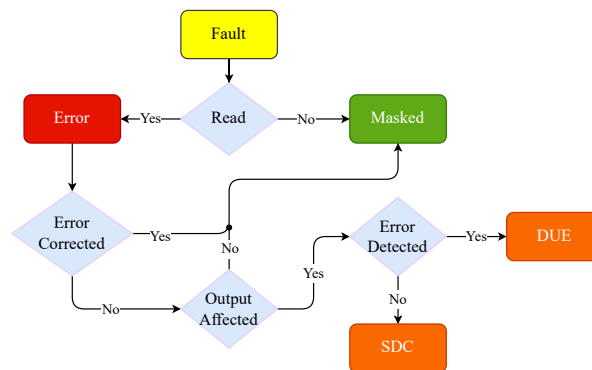 Fault
Error
Yes
Read
No
Masked
Error
Corrected
Yes
No
No
Output
Affected
Yes
Error
Detected
Yes
DUE
No
SDC